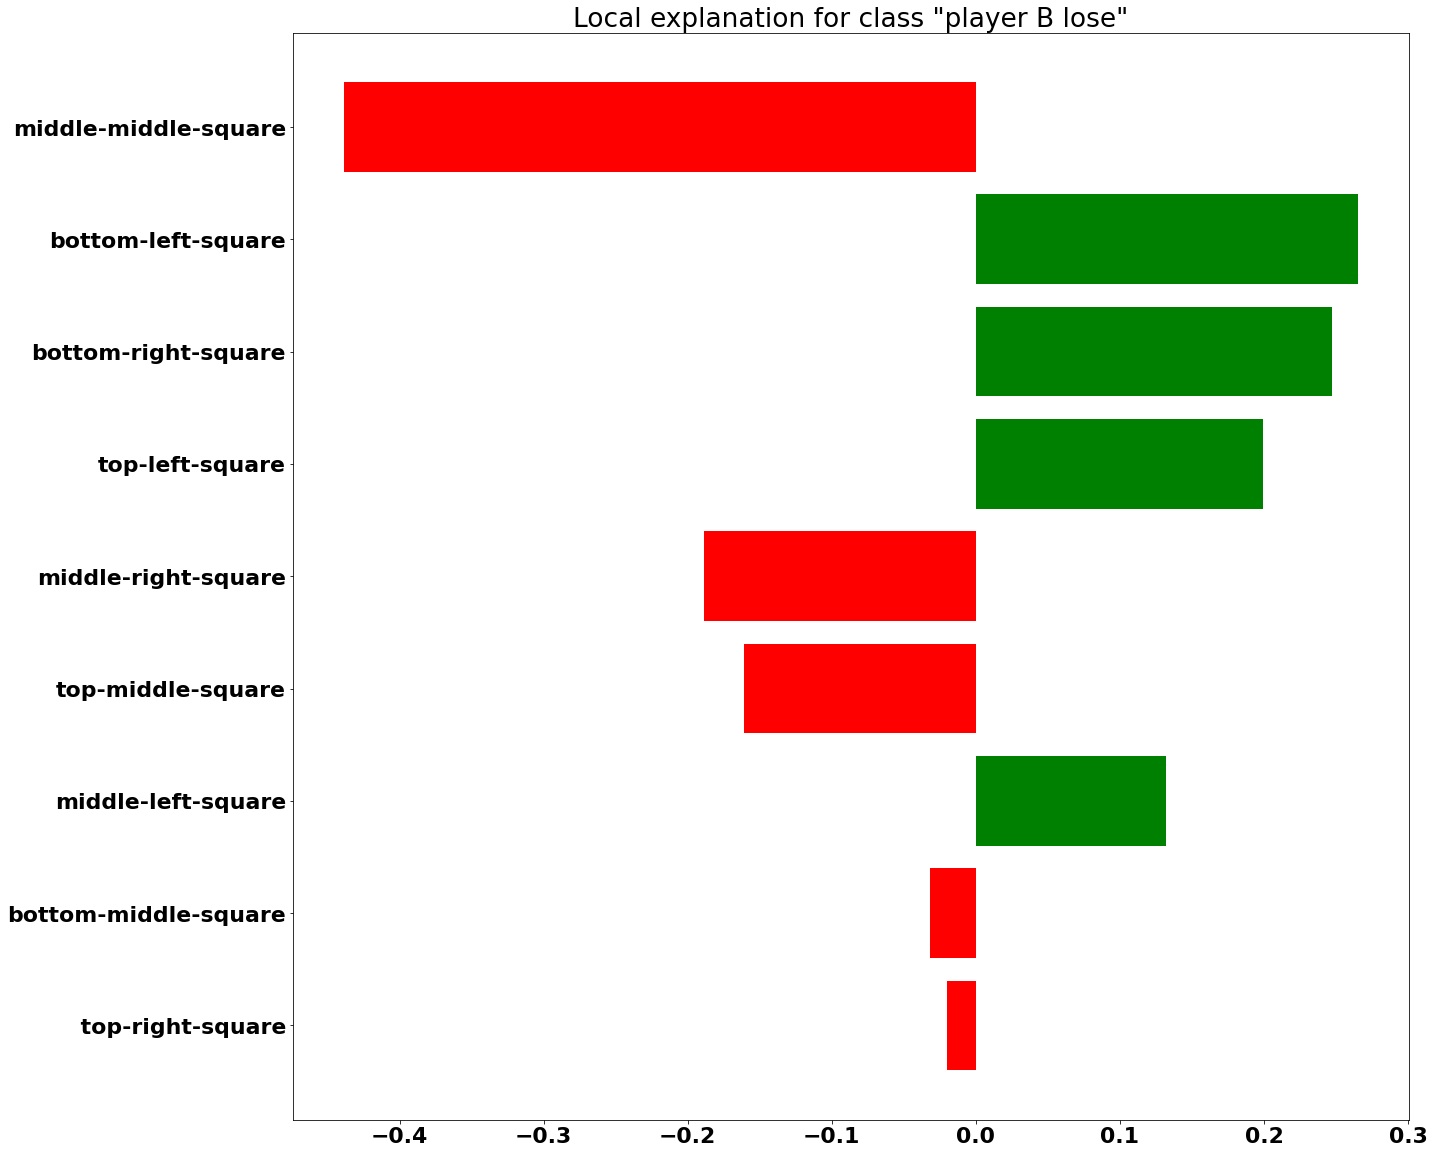 Local explanation for class "player B lose"
middle-middle-square
bottom-left-square
bottom-right-square
top-left-square
middle-right-square
top-middle-square
middle-left-square
bottom-middle-square
top-right-square
−0.4 −0.3 −0.2 −0.1 0.0 0.1 0.2 0.3